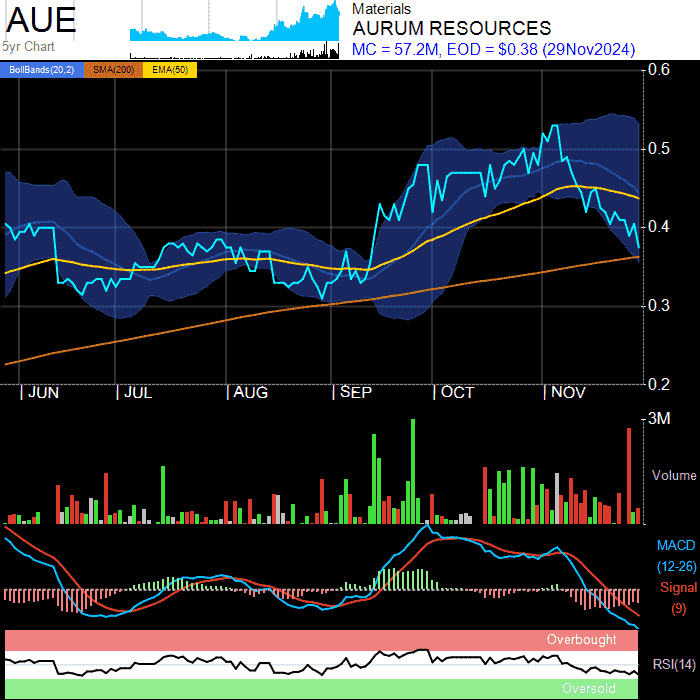 AUE
5yr Chart
Materials
AURUM RESOURCES
MC = 57.2M, EOD = $0.38 (29Nov2024)
BollBands(20,2) SMA(200) EMA(50)
0.6
0.5
0.4
0.3
0.2
JUN JUL AUG SEP OCT NOV
3M
Volume
MACD
(12-26)
Signal
(9)
Overbought
RSI(14)
Oversold